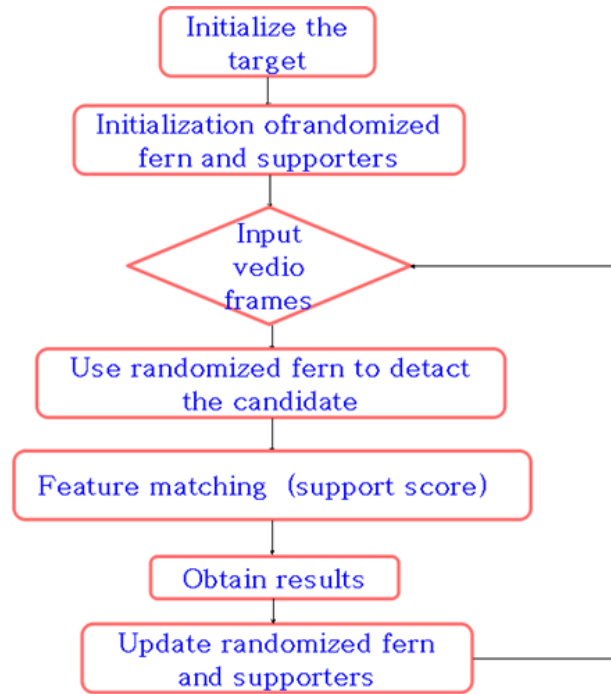 Initialize the
target
Initialization ofrandomized
fern and supporters
Input
vedio
frames
Use randomized fern to detact
the candidate
Feature matching (support score)
Obtain results
Update randomized fern
and supporters